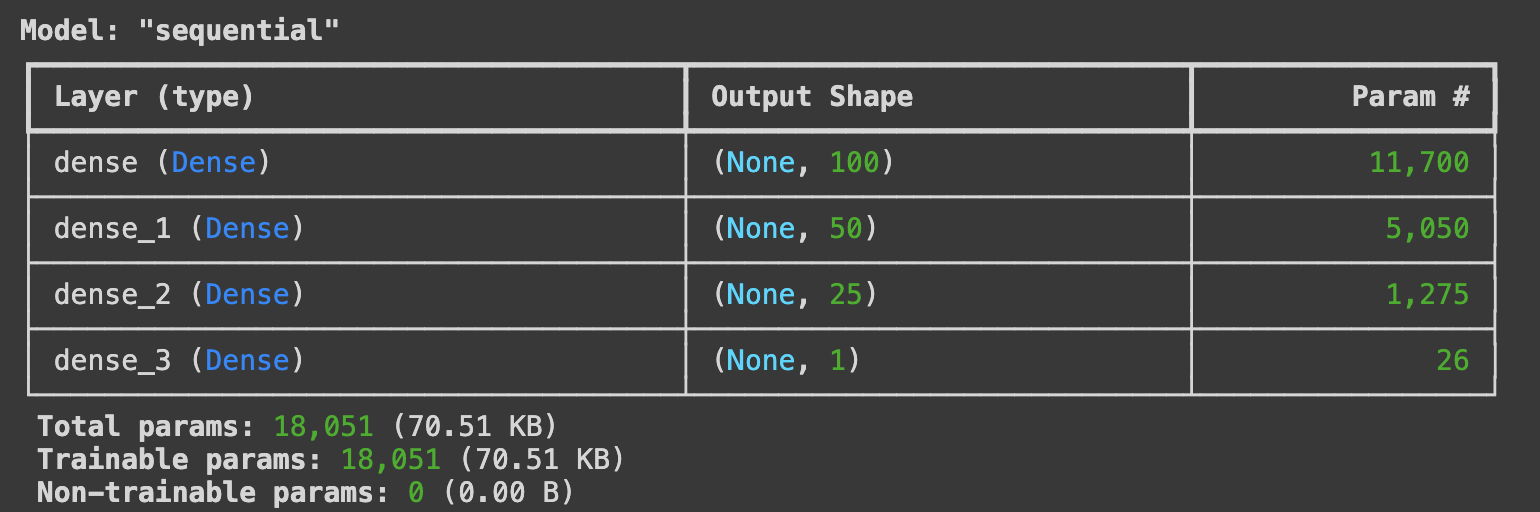 Model: "sequential"
Layer (type) Output Shape Param #
dense (Dense) (None, 100) 11,700
dense_1 (Dense) (None, 50) 5,050
dense_2 (Dense) (None, 25) 1,275
dense_3 (Dense) (None, 1) 26
Total params: 18,051 (70.51 KB)
Trainable params: 18,051 (70.51 KB)
Non-trainable params: 0 (0.00 B)